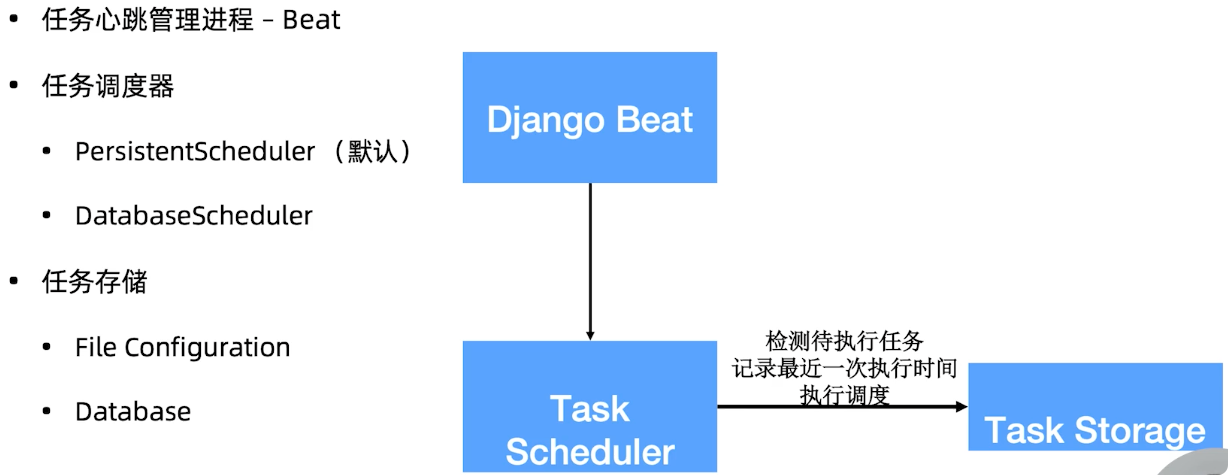 • 任务心跳管理进程 – Beat
• 任务调度器
• PersistentScheduler （默认）
• DatabaseScheduler
• 任务存储
• File Configuration
• Database
Django Beat
Task
Scheduler
检测待执行任务
记录最近一次执行时间
执行调度
Task Storage